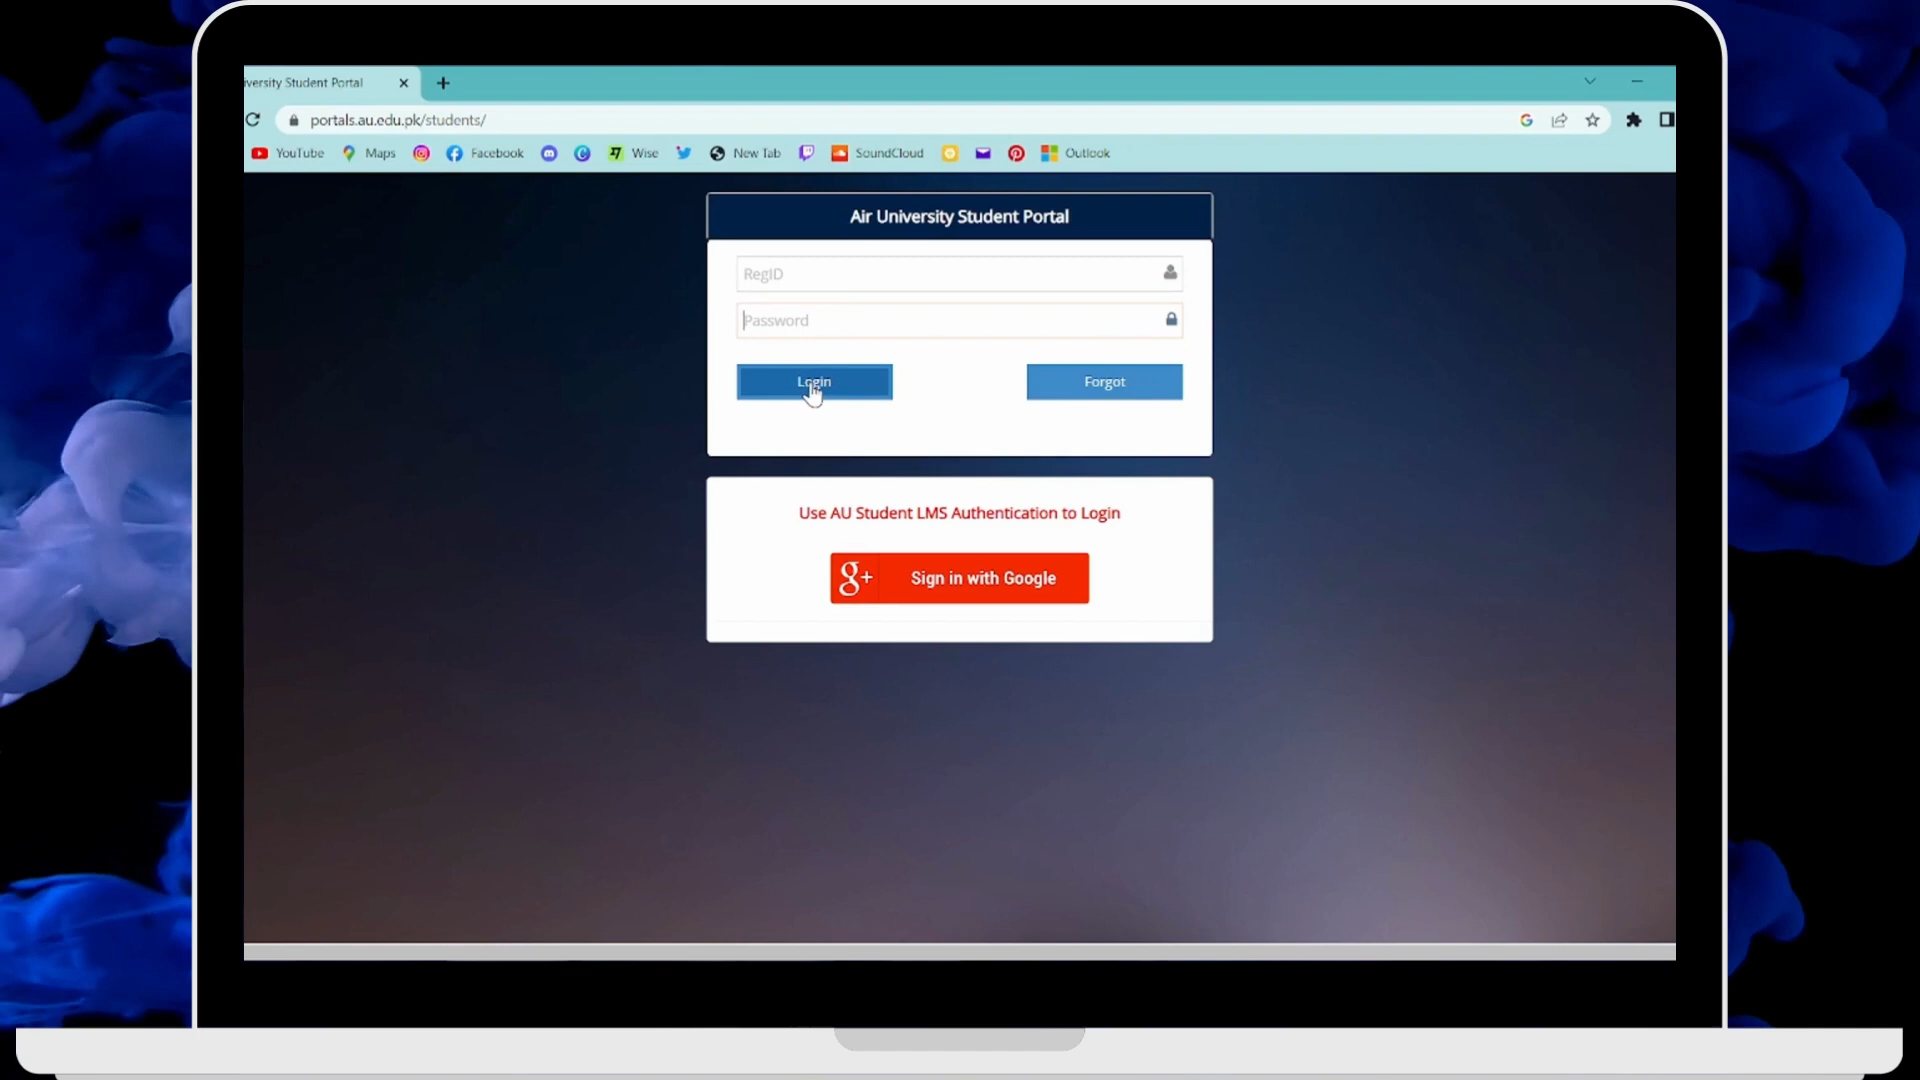 iversity Student Portal
portals.au.edu.pk/students/
YouTube Maps Facebook Wise New Tab SoundCloud Outlook
Air University Student Portal
RegID
Password
Login Forgot
Use AU Student LMS Authentication to Login
g+ Sign in with Google